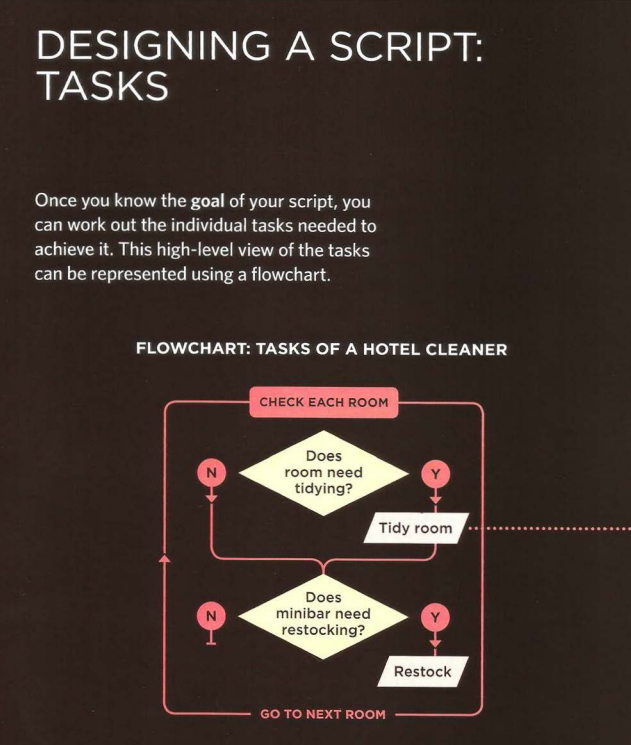 DESIGNING A SCRIPT:
TASKS
Once you know the goal of your script, you
can work out the individual tasks needed to
achieve it. This high-level view of the tasks
can be represented using a flowchart.
FLOWCHART: TASKS OF A HOTEL CLEANER
CHECK EACH ROOM
Does
room need
tidying?
N
Y
Tidy room
Does
minibar need
restocking?
N
Y
Restock
GO TO NEXT ROOM